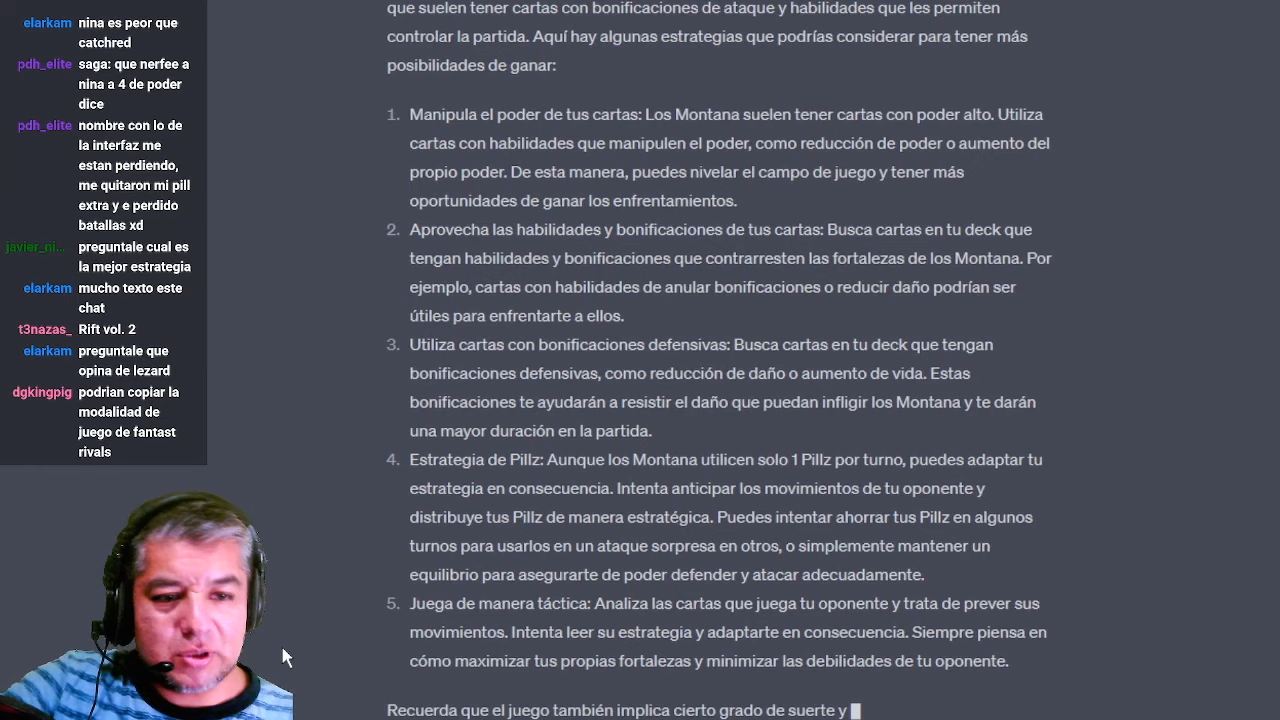 elarkam nina es peor que
catchred
pdh_elite saga: que nerfee a
nina a 4 de poder
dice
pdh_elite nombre con lo de
la interfaz me
estan perdiendo,
me quitaron mi pill
extra y e perdido
batallas xd
javier_ni... preguntale cual es
la mejor estrategia
elarkam mucho texto este
chat
t3nazas_ Rift vol. 2
elarkam preguntale que
opina de lezard
dgkingpig podrian copiar la
modalidad de
juego de fantast
rivals
que suelen tener cartas con bonificaciones de ataque y habilidades que les permiten
controlar la partida. Aquí hay algunas estrategias que podrías considerar para tener más
posibilidades de ganar:
1. Manipula el poder de tus cartas: Los Montana suelen tener cartas con poder alto. Utiliza
cartas con habilidades que manipulen el poder, como reducción de poder o aumento del
propio poder. De esta manera, puedes nivelar el campo de juego y tener más
oportunidades de ganar los enfrentamientos.
2. Aprovecha las habilidades y bonificaciones de tus cartas: Busca cartas en tu deck que
tengan habilidades y bonificaciones que contrarresten las fortalezas de los Montana. Por
ejemplo, cartas con habilidades de anular bonificaciones o reducir daño podrían ser
útiles para enfrentarte a ellos.
3. Utiliza cartas con bonificaciones defensivas: Busca cartas en tu deck que tengan
bonificaciones defensivas, como reducción de daño o aumento de vida. Estas
bonificaciones te ayudarán a resistir el daño que puedan infligir los Montana y te darán
una mayor duración en la partida.
4. Estrategia de Pillz: Aunque los Montana utilicen solo 1 Pillz por turno, puedes adaptar tu
estrategia en consecuencia. Intenta anticipar los movimientos de tu oponente y
distribuye tus Pillz de manera estratégica. Puedes intentar ahorrar tus Pillz en algunos
turnos para usarlos en un ataque sorpresa en otros, o simplemente mantener un
equilibrio para asegurarte de poder defender y atacar adecuadamente.
5. Juega de manera táctica: Analiza las cartas que juega tu oponente y trata de prever sus
movimientos. Intenta leer su estrategia y adaptarte en consecuencia. Siempre piensa en
cómo maximizar tus propias fortalezas y minimizar las debilidades de tu oponente.
Recuerda que el juego también implica cierto grado de suerte y